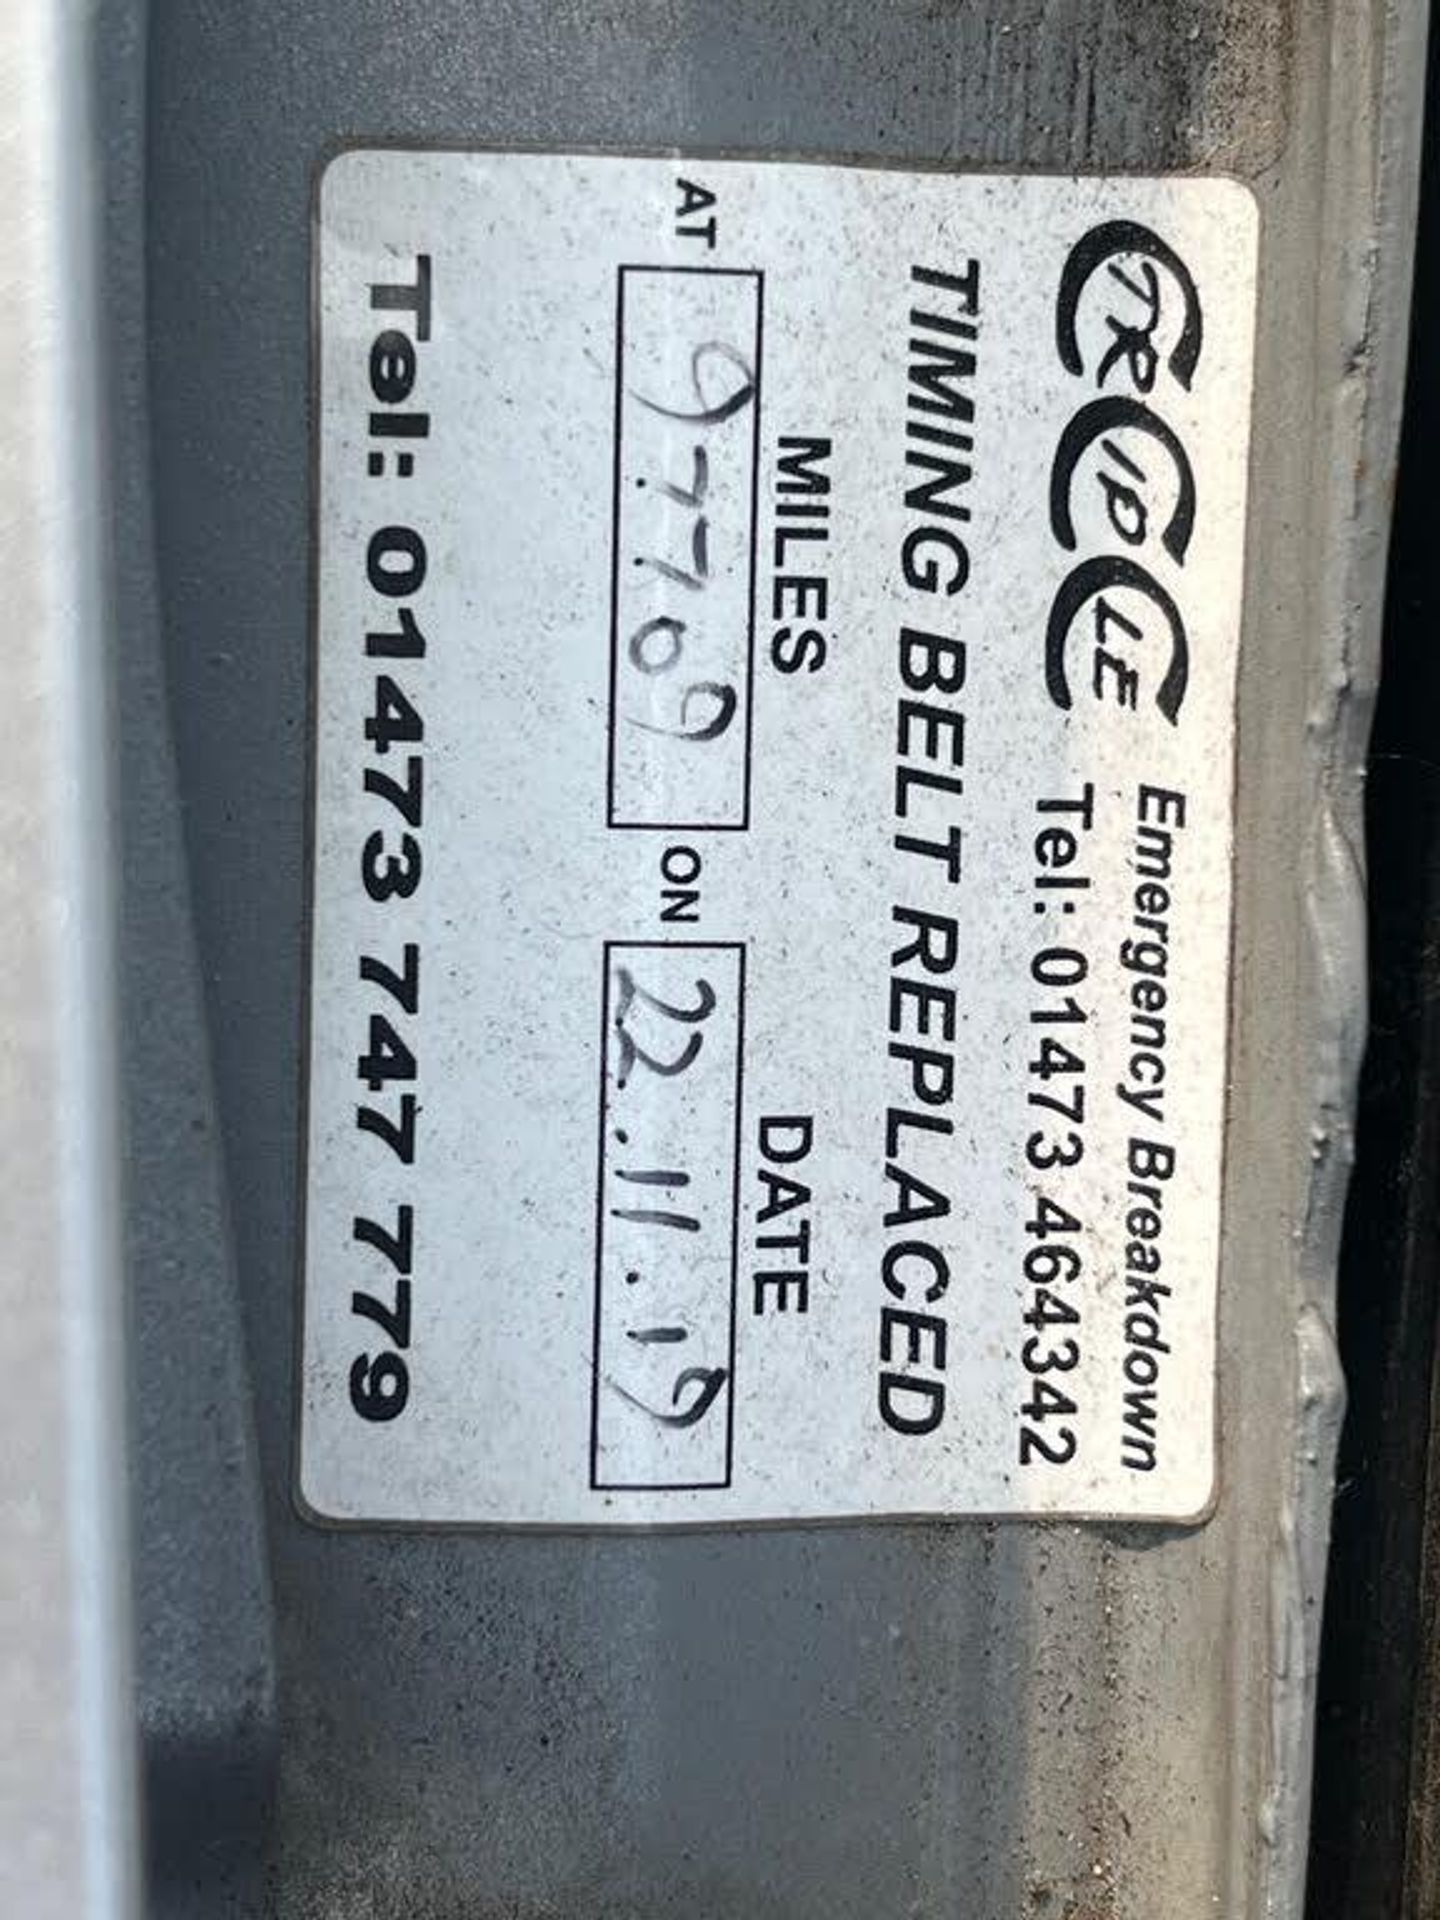 TRIPLE Emergency Breakdown
Tel: 01473 464342
TIMING BELT REPLACED
MILES DATE
AT 97709 ON 22.11.19
Tel: 01473 747 779